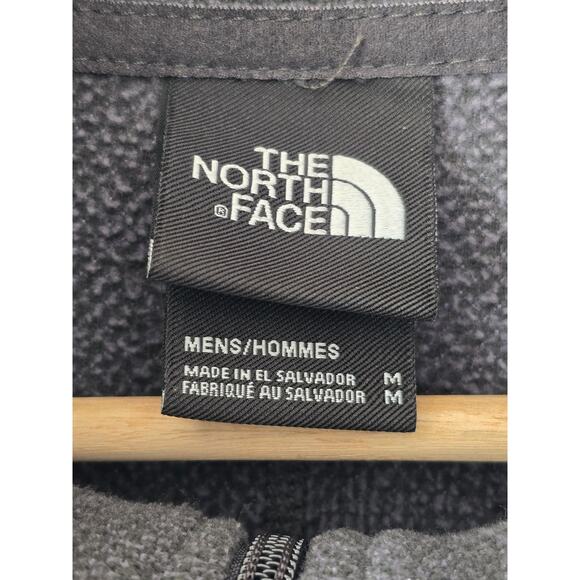 THE
NORTH
® FACE
MENS/HOMMES
MADE IN EL SALVADOR M
FABRIQUÉ AU SALVADOR M